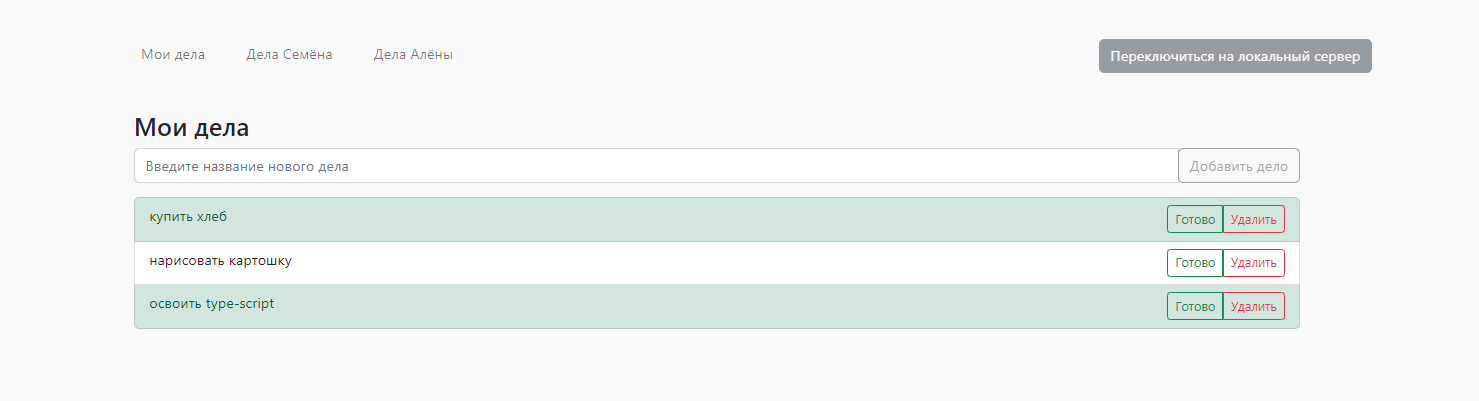 Мои дела Дела Семёна Дела Алёны Переключиться на локальный сервер
Мои дела
Введите название нового дела Добавить дело
купить хлеб Готово Удалить
нарисовать картошку Готово Удалить
освоить type-script Готово Удалить